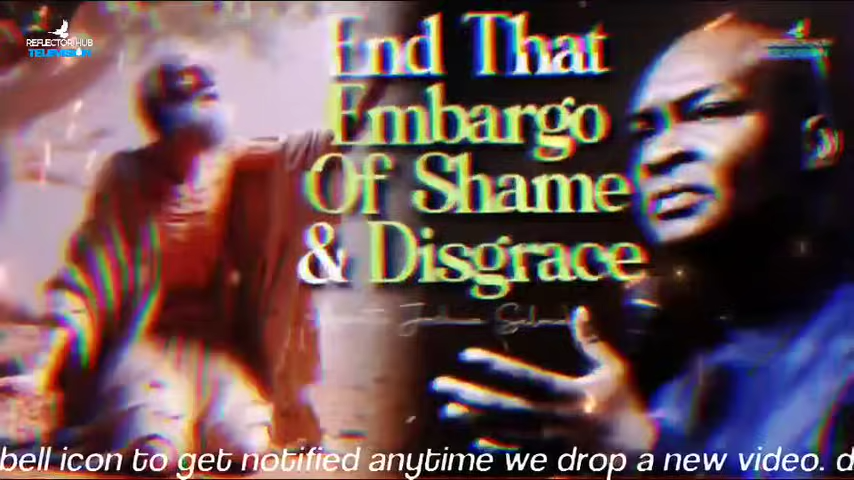 REFLECTOR HUB
TELEVISION
End That
Embargo
Of Shame
& Disgrace
bell icon to get notified anytime we drop a new video. d